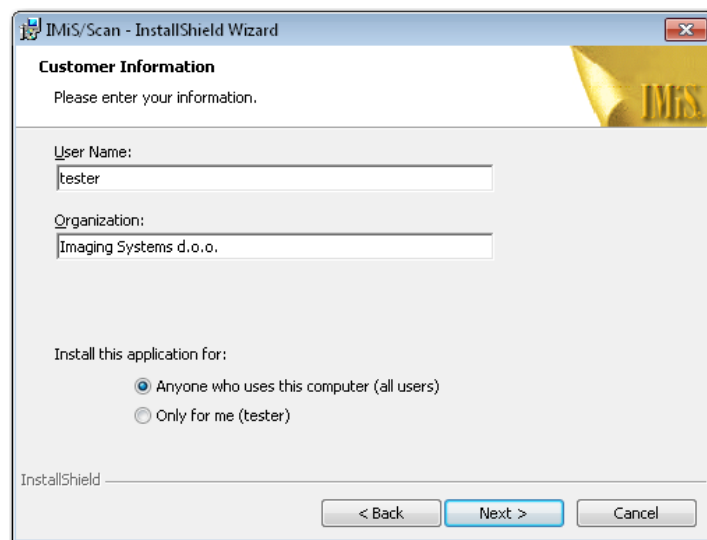 IMiS/Scan - InstallShield Wizard
Customer Information
Please enter your information.
IMiS
User Name:
tester
Organization:
Imaging Systems d.o.o.
Install this application for:
Anyone who uses this computer (all users)
Only for me (tester)
InstallShield
< Back
Next >
Cancel